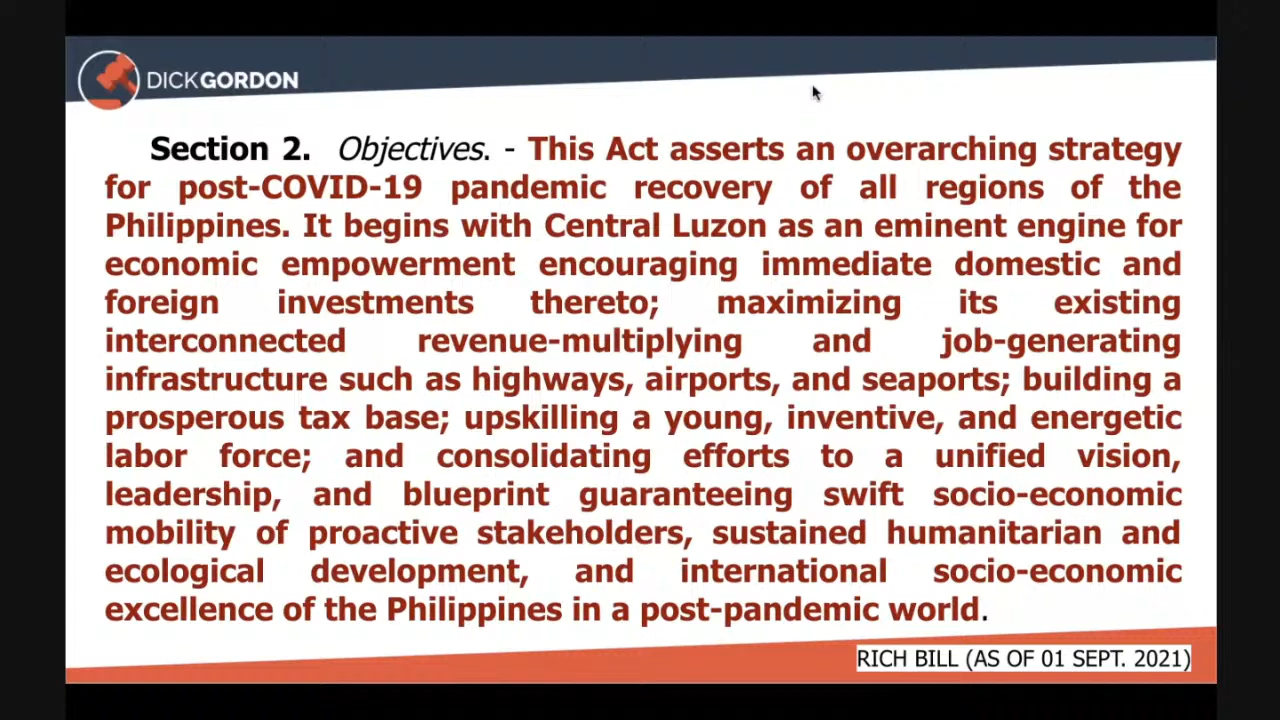 DICKGORDON
Section 2. Objectives. - This Act asserts an overarching strategy
for post-COVID-19 pandemic recovery of all regions of the
Philippines. It begins with Central Luzon as an eminent engine for
economic empowerment encouraging immediate domestic and
foreign investments thereto; maximizing its existing
interconnected revenue-multiplying and job-generating
infrastructure such as highways, airports, and seaports; building a
prosperous tax base; upskilling a young, inventive, and energetic
labor force; and consolidating efforts to a unified vision,
leadership, and blueprint guaranteeing swift socio-economic
mobility of proactive stakeholders, sustained humanitarian and
ecological development, and international socio-economic
excellence of the Philippines in a post-pandemic world.
RICH BILL (AS OF 01 SEPT. 2021)